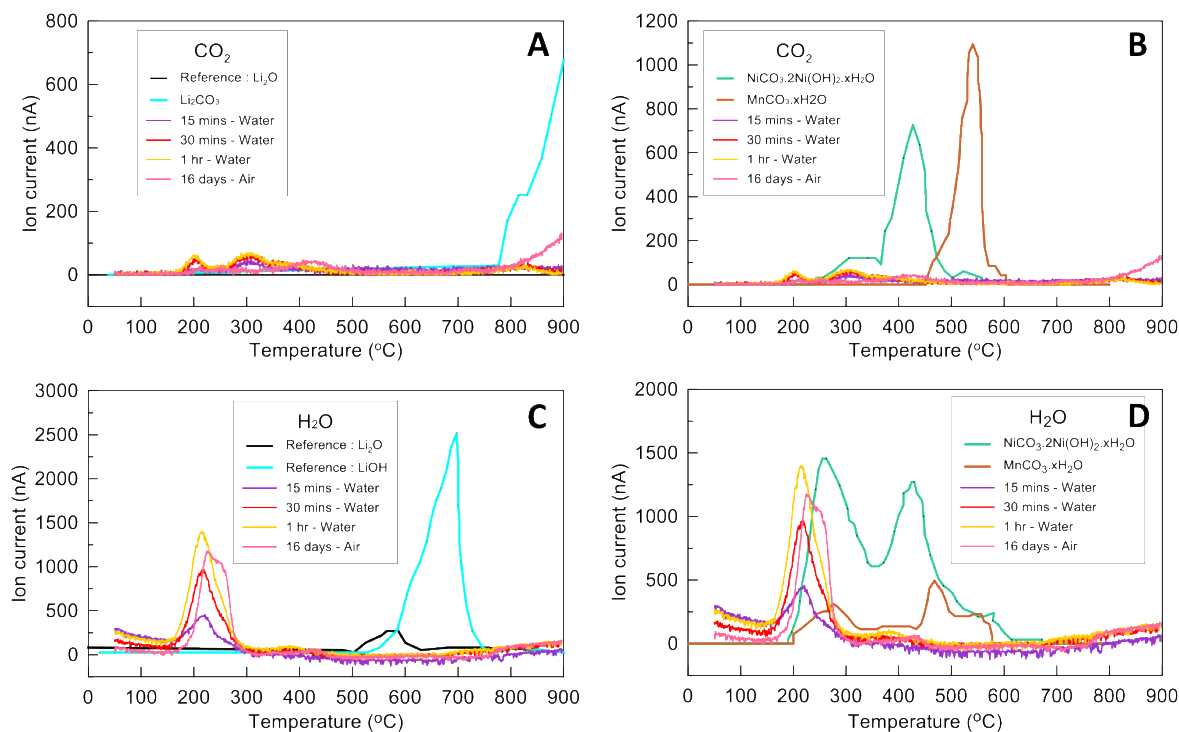 A
CO₂
Reference : Li₂O
Li₂CO₃
15 mins - Water
30 mins - Water
1 hr - Water
16 days - Air
Ion current (nA)
800
600
400
200
0
0 100 200 300 400 500 600 700 800 900
Temperature (ºC)
B
CO₂
NiCO₃.2Ni(OH)₂.xH₂O
MnCO₃.xH2O
15 mins - Water
30 mins - Water
1 hr - Water
16 days - Air
Ion current (nA)
1200
1000
800
600
400
200
0
0 100 200 300 400 500 600 700 800 900
Temperature (ºC)
C
H₂O
Reference : Li₂O
Reference : LiOH
15 mins - Water
30 mins - Water
1 hr - Water
16 days - Air
Ion current (nA)
3000
2500
2000
1500
1000
500
0
0 100 200 300 400 500 600 700 800 900
Temperature (ºC)
D
H₂O
NiCO₃.2Ni(OH)₂.xH₂O
MnCO₃.xH₂O
15 mins - Water
30 mins - Water
1 hr - Water
16 days - Air
Ion current (nA)
2000
1500
1000
500
0
0 100 200 300 400 500 600 700 800 900
Temperature (ºC)